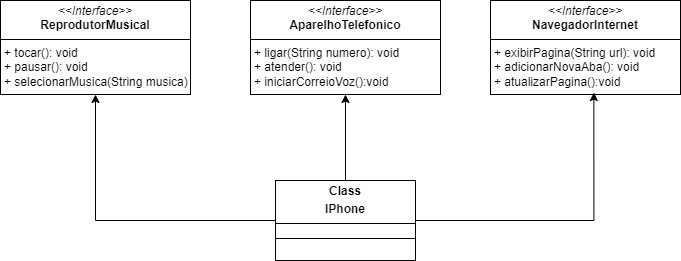 <<Interface>>
ReprodutorMusical
+ tocar(): void
+ pausar(): void
+ selecionarMusica(String musica)
<<Interface>>
AparelhoTelefonico
+ ligar(String numero): void
+ atender(): void
+ iniciarCorreioVoz():void
<<Interface>>
NavegadorInternet
+ exibirPagina(String url): void
+ adicionarNovaAba(): void
+ atualizarPagina():void
Class
IPhone